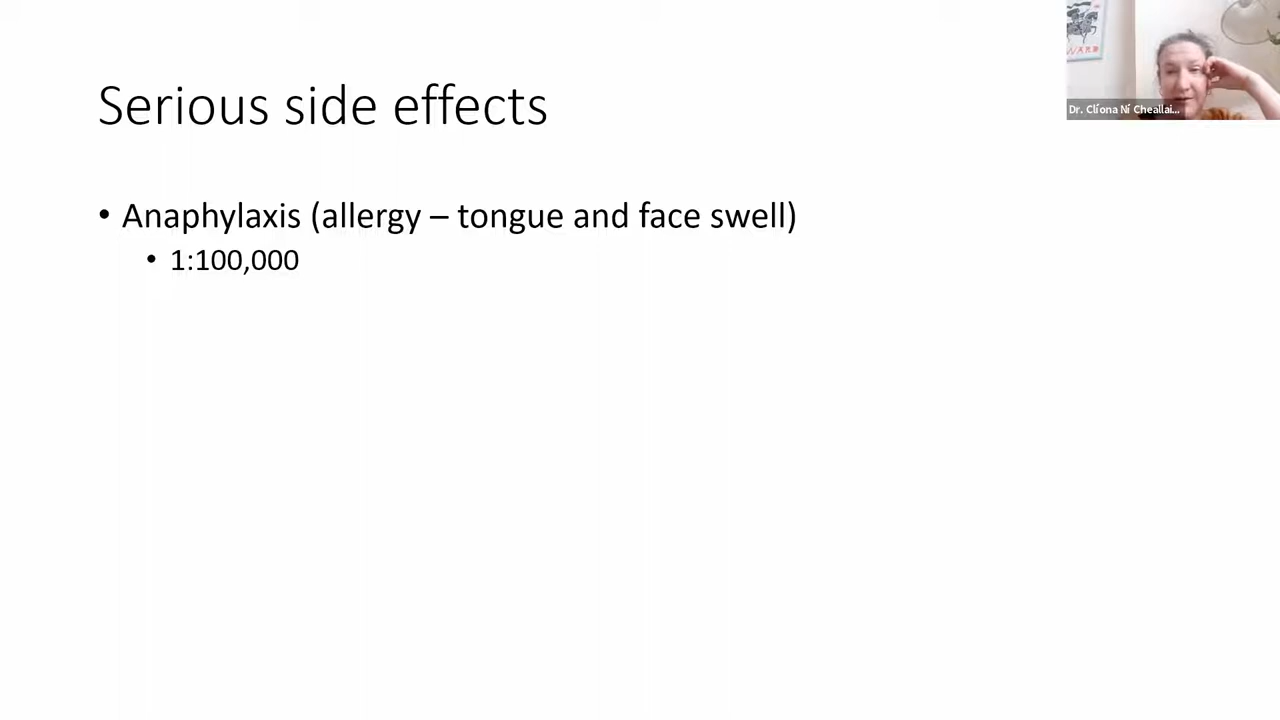 Serious side effects
• Anaphylaxis (allergy – tongue and face swell)
• 1:100,000
Dr. Clíona Ní Cheallai...